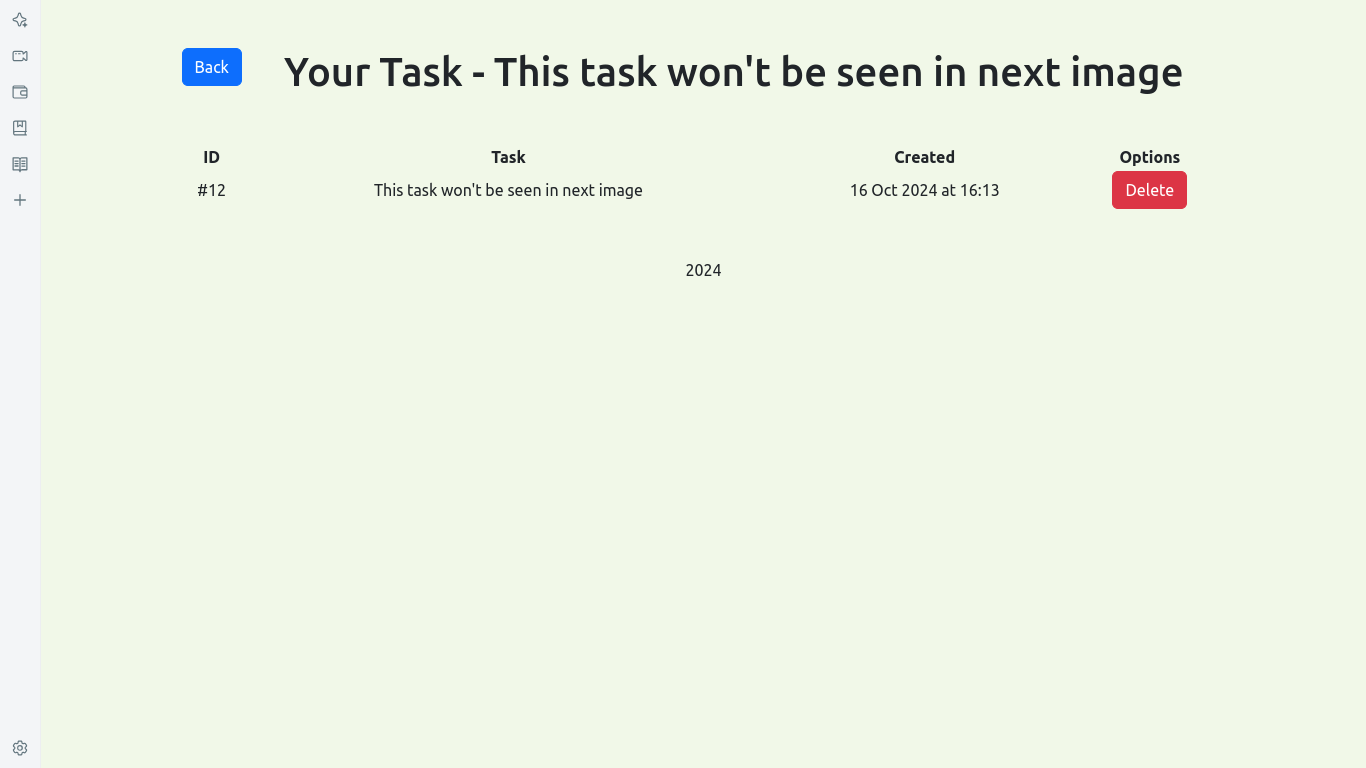 Back
Your Task - This task won't be seen in next image
ID Task Created Options
#12 This task won't be seen in next image 16 Oct 2024 at 16:13 Delete
2024